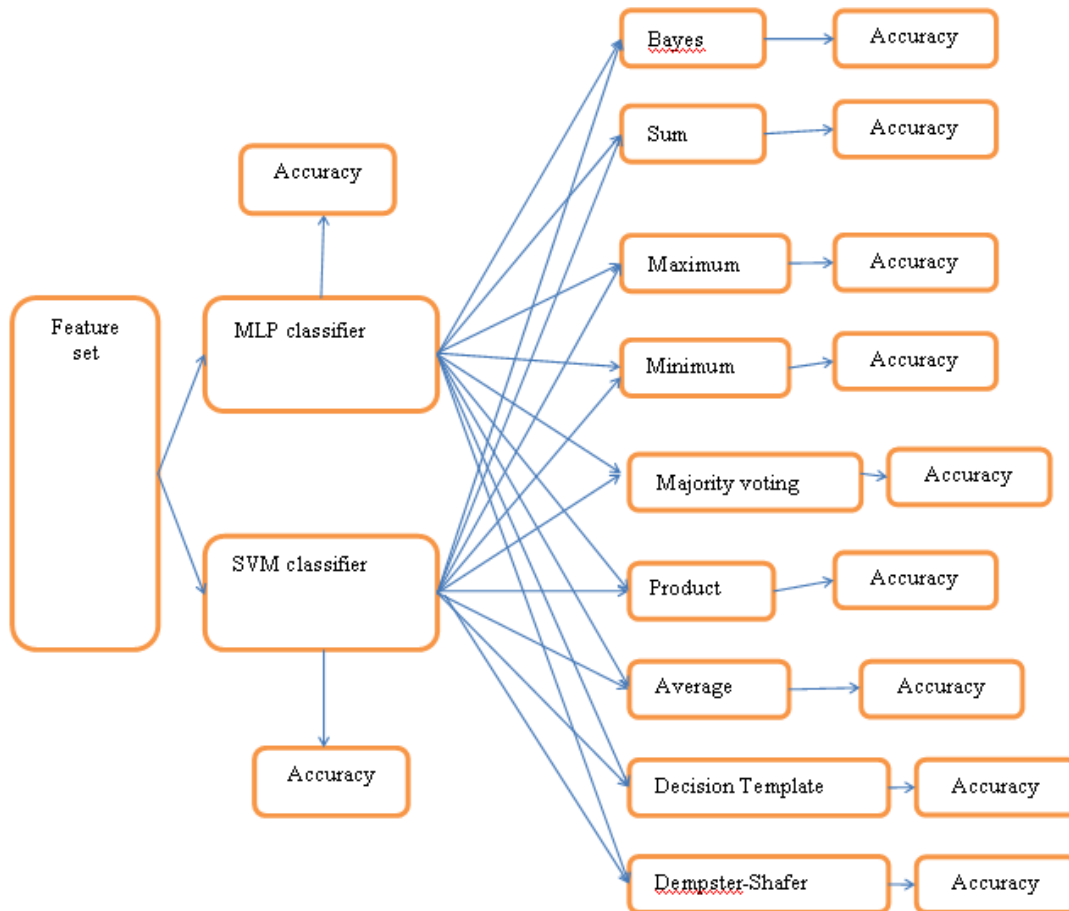 Bayes
Accuracy
Sum
Accuracy
Accuracy
Maximum
Accuracy
Feature
set
MLP classifier
Minimum
Accuracy
Majority voting
Accuracy
SVM classifier
Product
Accuracy
Average
Accuracy
Accuracy
Decision Template
Accuracy
Dempster-Shafer
Accuracy